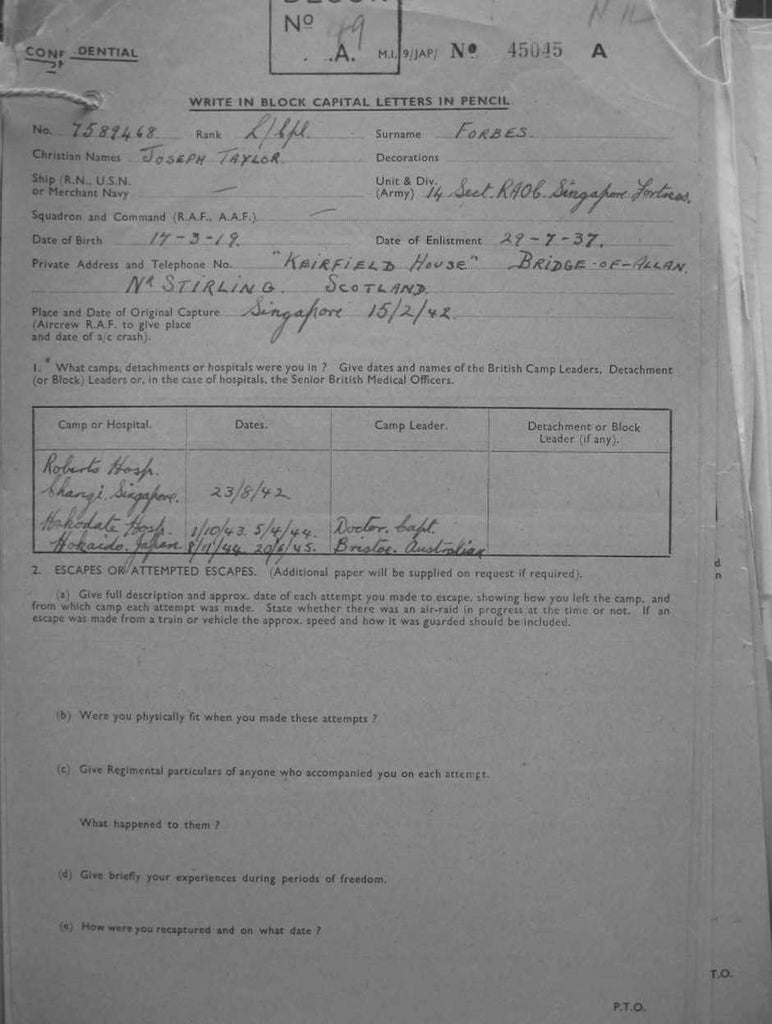 Nº 49
CONFIDENTIAL
A. M.I.9/JAP/ Nº 45045 A
WRITE IN BLOCK CAPITAL LETTERS IN PENCIL
No. 7589468 Rank L/Cpl. Surname FORBES.
Christian Names JOSEPH TAYLOR. Decorations
Ship (R.N., U.S.N. or Merchant Navy — Unit & Div. (Army) 14 Sect. RAOC. Singapore Fortress.
Squadron and Command (R.A.F., A.A.F.) —
Date of Birth 17-3-19. Date of Enlistment 29-7-37.
Private Address and Telephone No. "KEIRFIELD HOUSE" BRIDGE-OF-ALLAN.
NR STIRLING. SCOTLAND.
Place and Date of Original Capture Singapore 15/2/42.
(Aircrew R.A.F. to give place
and date of a/c crash).
1.* What camps, detachments or hospitals were you in ? Give dates and names of the British Camp Leaders, Detachment
(or Block) Leaders or, in the case of hospitals, the Senior British Medical Officers.
Camp or Hospital. Dates. Camp Leader. Detachment or Block
Leader (if any).
Roberts Hosp.
Changi, Singapore. 23/8/42
Hakodate Hosp. 1/10/43. 5/4/44. Doctor. Capt.
Hokaido, Japan 8/11/44. 20/6/45. Bristoe. Australian
2. ESCAPES OR ATTEMPTED ESCAPES. (Additional paper will be supplied on request if required).
(a) Give full description and approx. date of each attempt you made to escape, showing how you left the camp, and
from which camp each attempt was made. State whether there was an air-raid in progress at the time or not. If an
escape was made from a train or vehicle the approx. speed and how it was guarded should be included.
(b) Were you physically fit when you made these attempts ?
(c) Give Regimental particulars of anyone who accompanied you on each attempt.
What happened to them ?
(d) Give briefly your experiences during periods of freedom.
(e) How were you recaptured and on what date ?
T.O.
P.T.O.